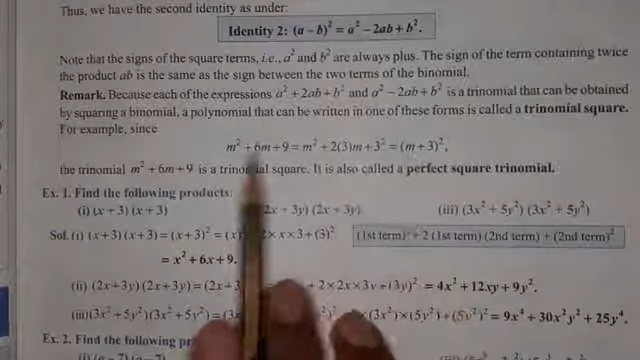 Thus, we have the second identity as under:
Identity 2: (a – b)² = a² – 2ab + b².
Note that the signs of the square terms, i.e., a² and b² are always plus. The sign of the term containing twice
the product ab is the same as the sign between the two terms of the binomial.
Remark. Because each of the expressions a² + 2ab + b² and a² – 2ab + b² is a trinomial that can be obtained
by squaring a binomial, a polynomial that can be written in one of these forms is called a trinomial square.
For example, since
m² + 6m + 9 = m² + 2(3)m + 3² = (m + 3)²,
the trinomial m² + 6m + 9 is a trinomial square. It is also called a perfect square trinomial.
Ex. 1. Find the following products:
(i) (x + 3) (x + 3) 2x + 3y) (2x + 3y) (iii) (3x² + 5y²) (3x² + 5y²)
Sol. (i) (x + 3) (x + 3) = (x + 3)² = (x) × x × 3 + (3)² (1st term)² + 2 (1st term) (2nd term) + (2nd term)²
= x² + 6x + 9.
(ii) (2x + 3y) (2x + 3y) = (2x + 3 + 2 × 2x × 3y + (3y)² = 4x² + 12xy + 9y².
(iii) (3x² + 5y²) (3x² + 5y²) = (3x × (3x²) × (5y²) + (5y²)² = 9x⁴ + 30x²y² + 25y⁴.
Ex. 2. Find the following pr